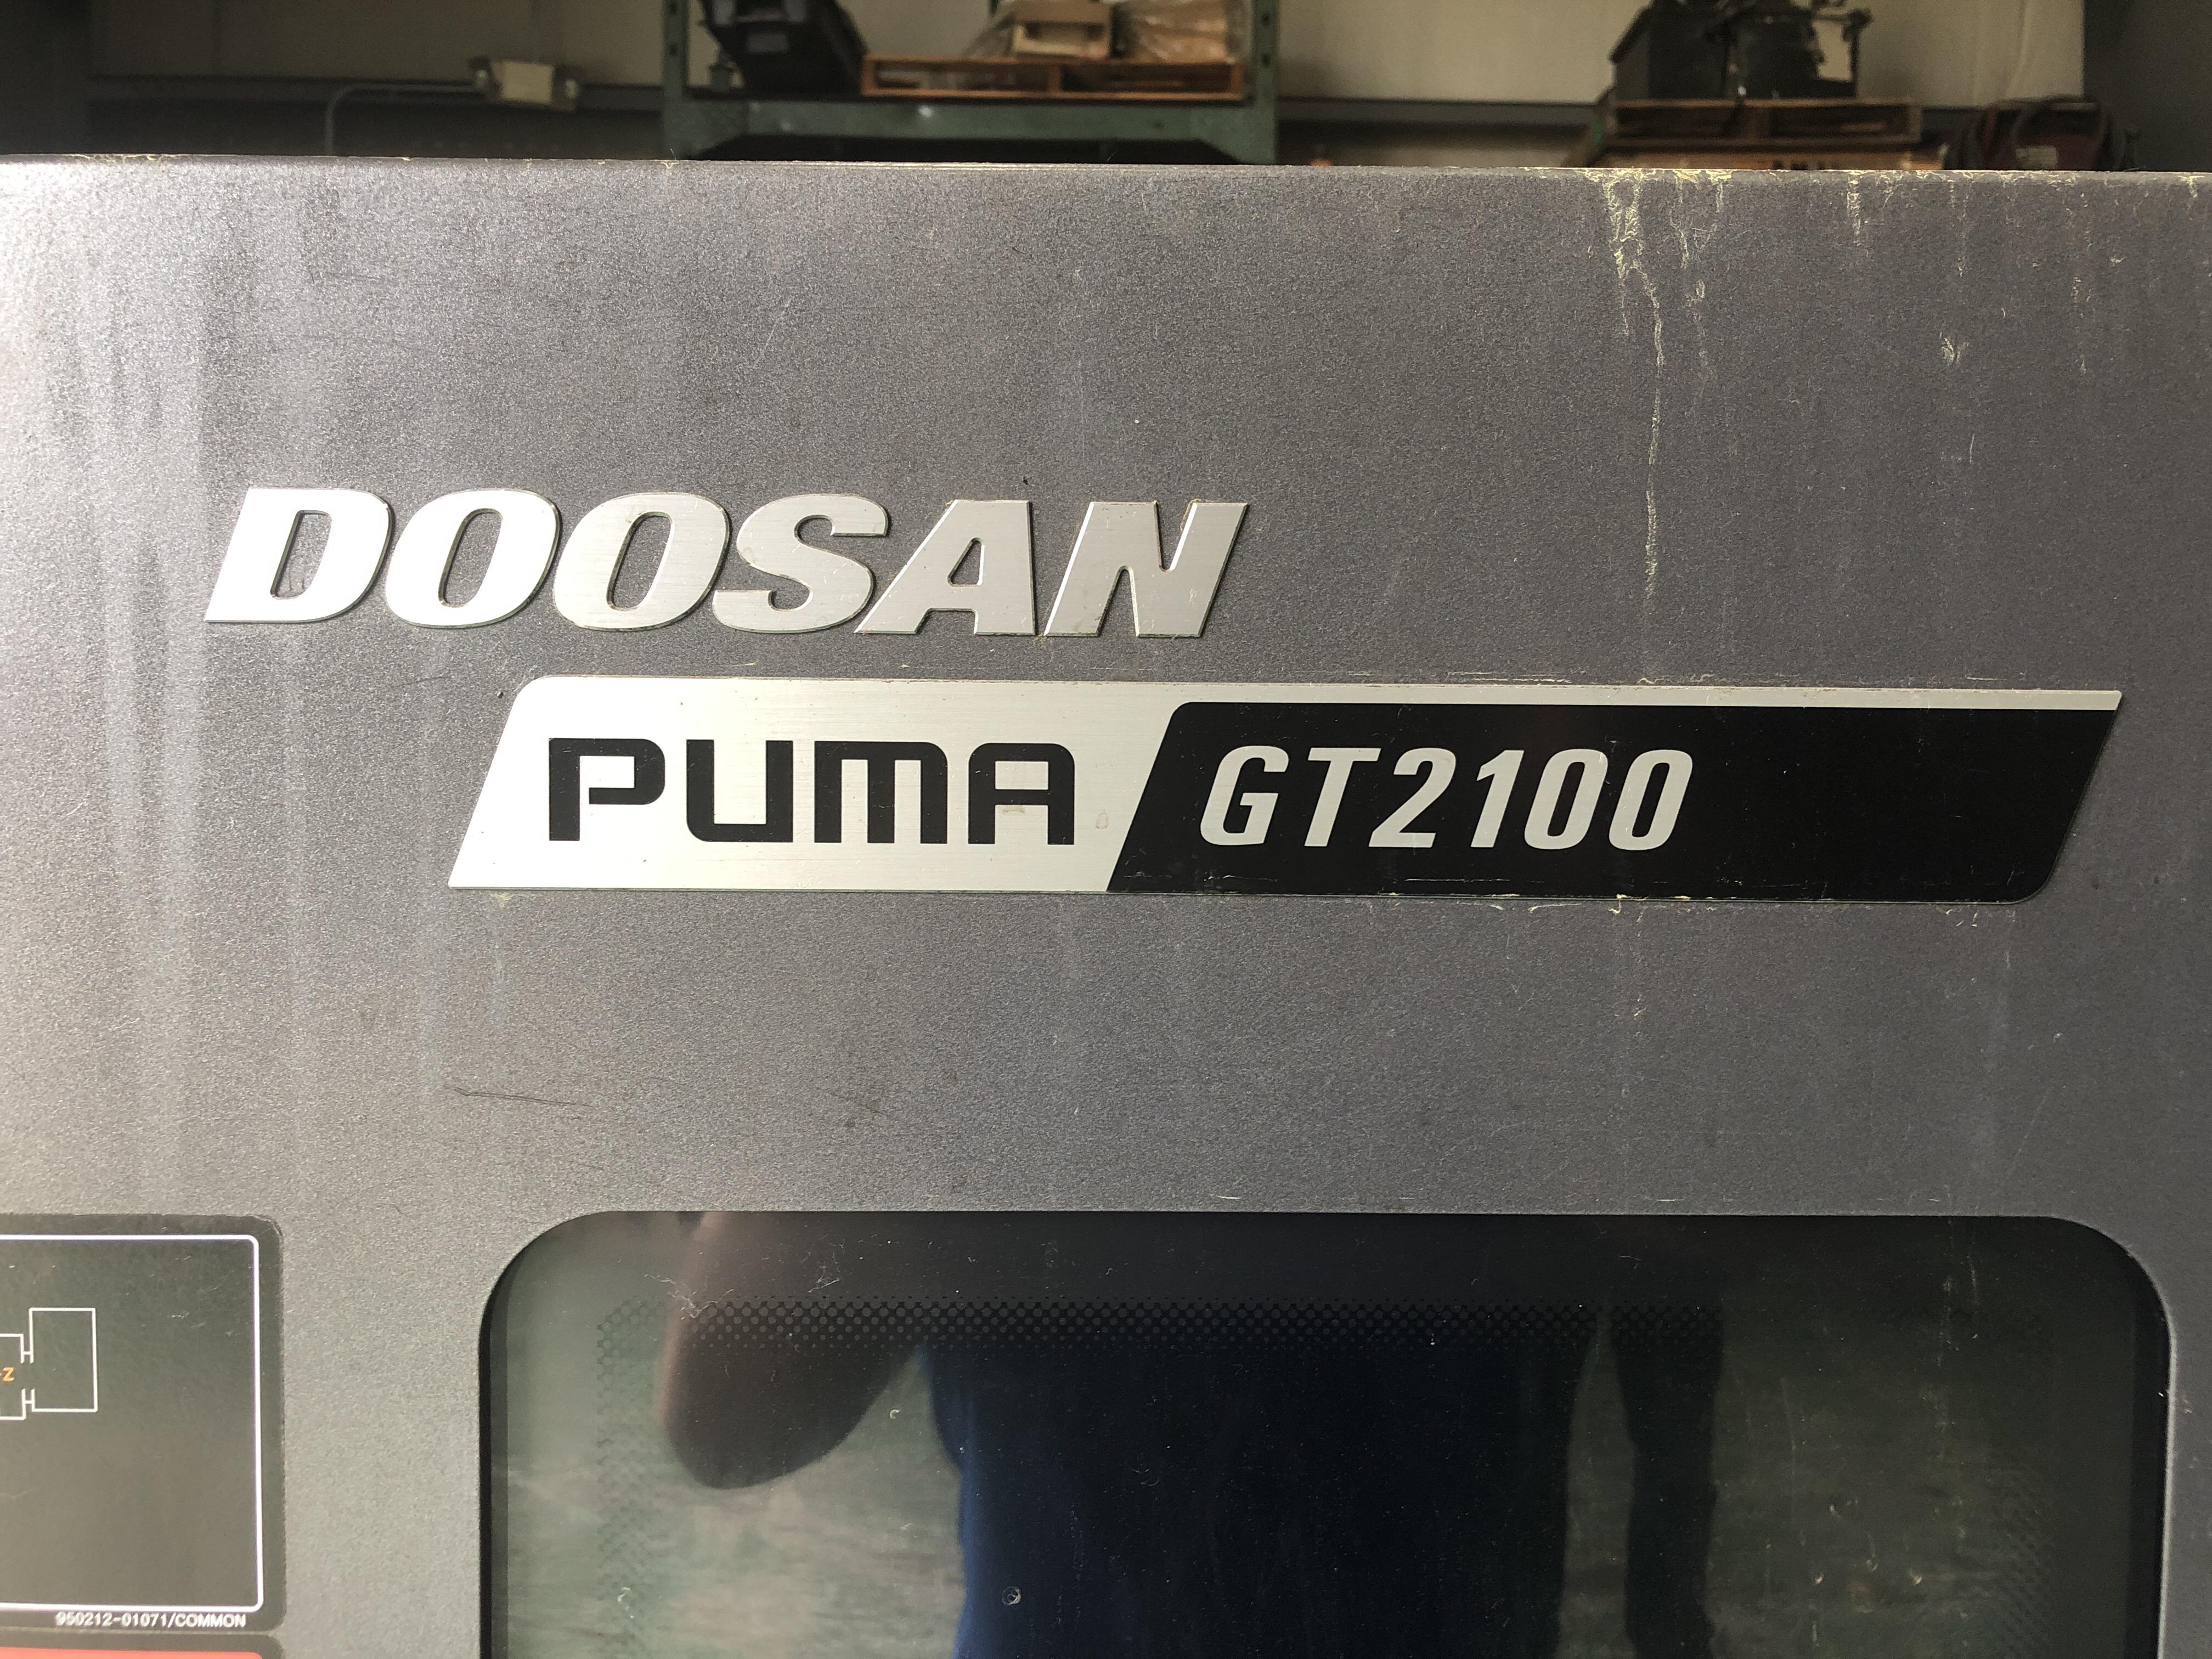 DOOSAN
PUMA GT2100
-Z
950212-01071/COMMON